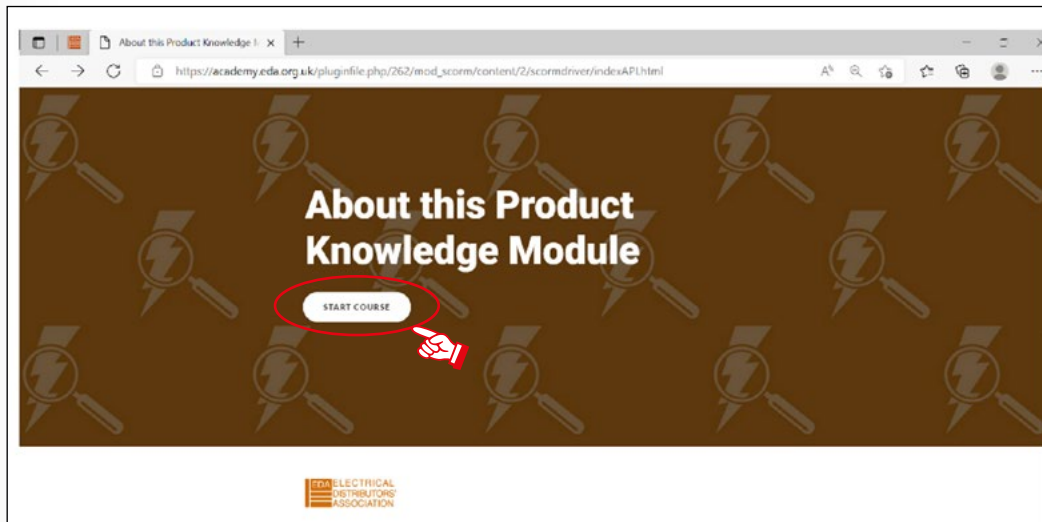 About this Product Knowledge M
https://academy.eda.org.uk/pluginfile.php/262/mod_scorm/content/2/scormdriver/indexAPI.html
About this Product
Knowledge Module
START COURSE
EDA ELECTRICAL
DISTRIBUTORS'
ASSOCIATION